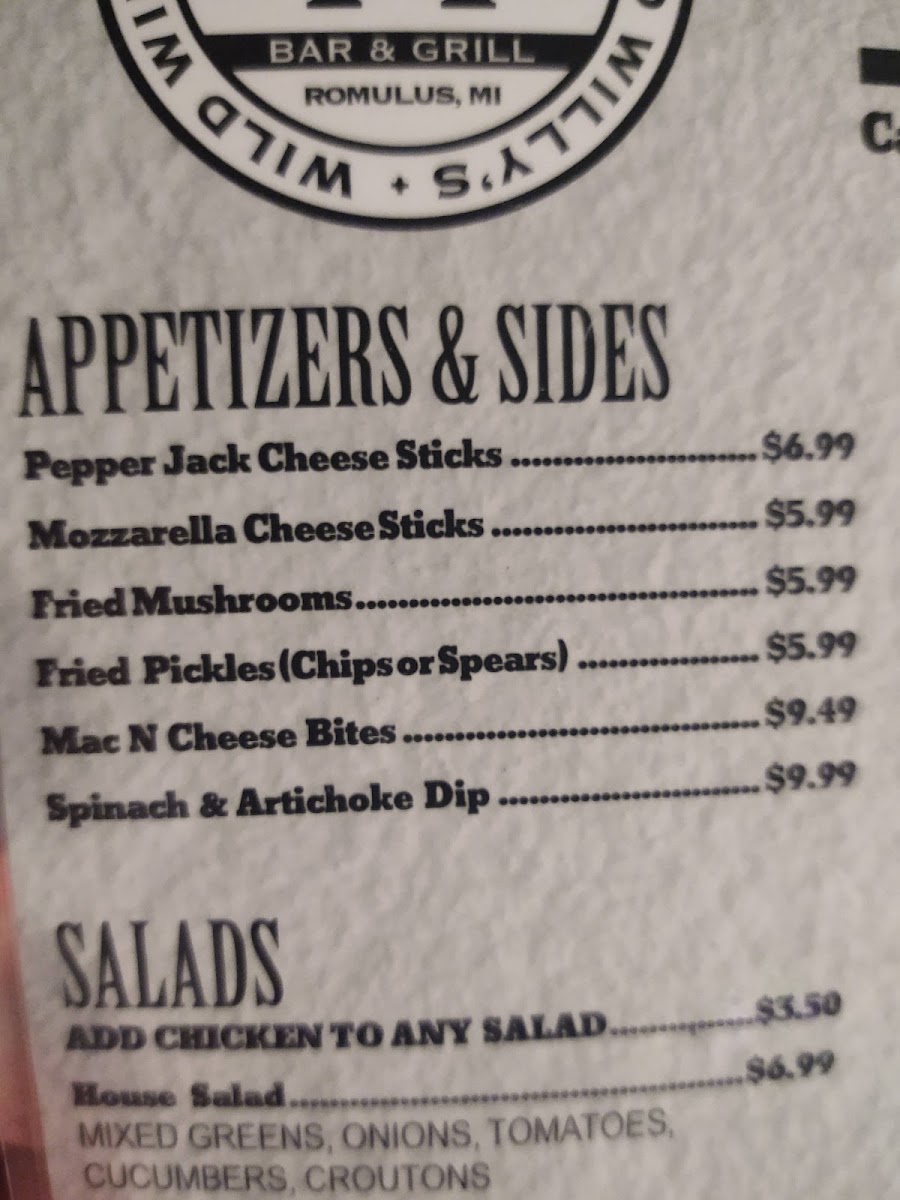 BAR & GRILL
ROMULUS, MI
WILD WILLY'S + WILD
Ca
APPETIZERS & SIDES
Pepper Jack Cheese Sticks ........................ $6.99
Mozzarella Cheese Sticks .......................... $5.99
Fried Mushrooms....................................... $5.99
Fried Pickles (Chips or Spears) .................. $5.99
Mac N Cheese Bites ................................... $9.49
Spinach & Artichoke Dip .......................... $9.99
SALADS
ADD CHICKEN TO ANY SALAD............... $3.50
House Salad.............................................. $6.99
MIXED GREENS, ONIONS, TOMATOES,
CUCUMBERS, CROUTONS